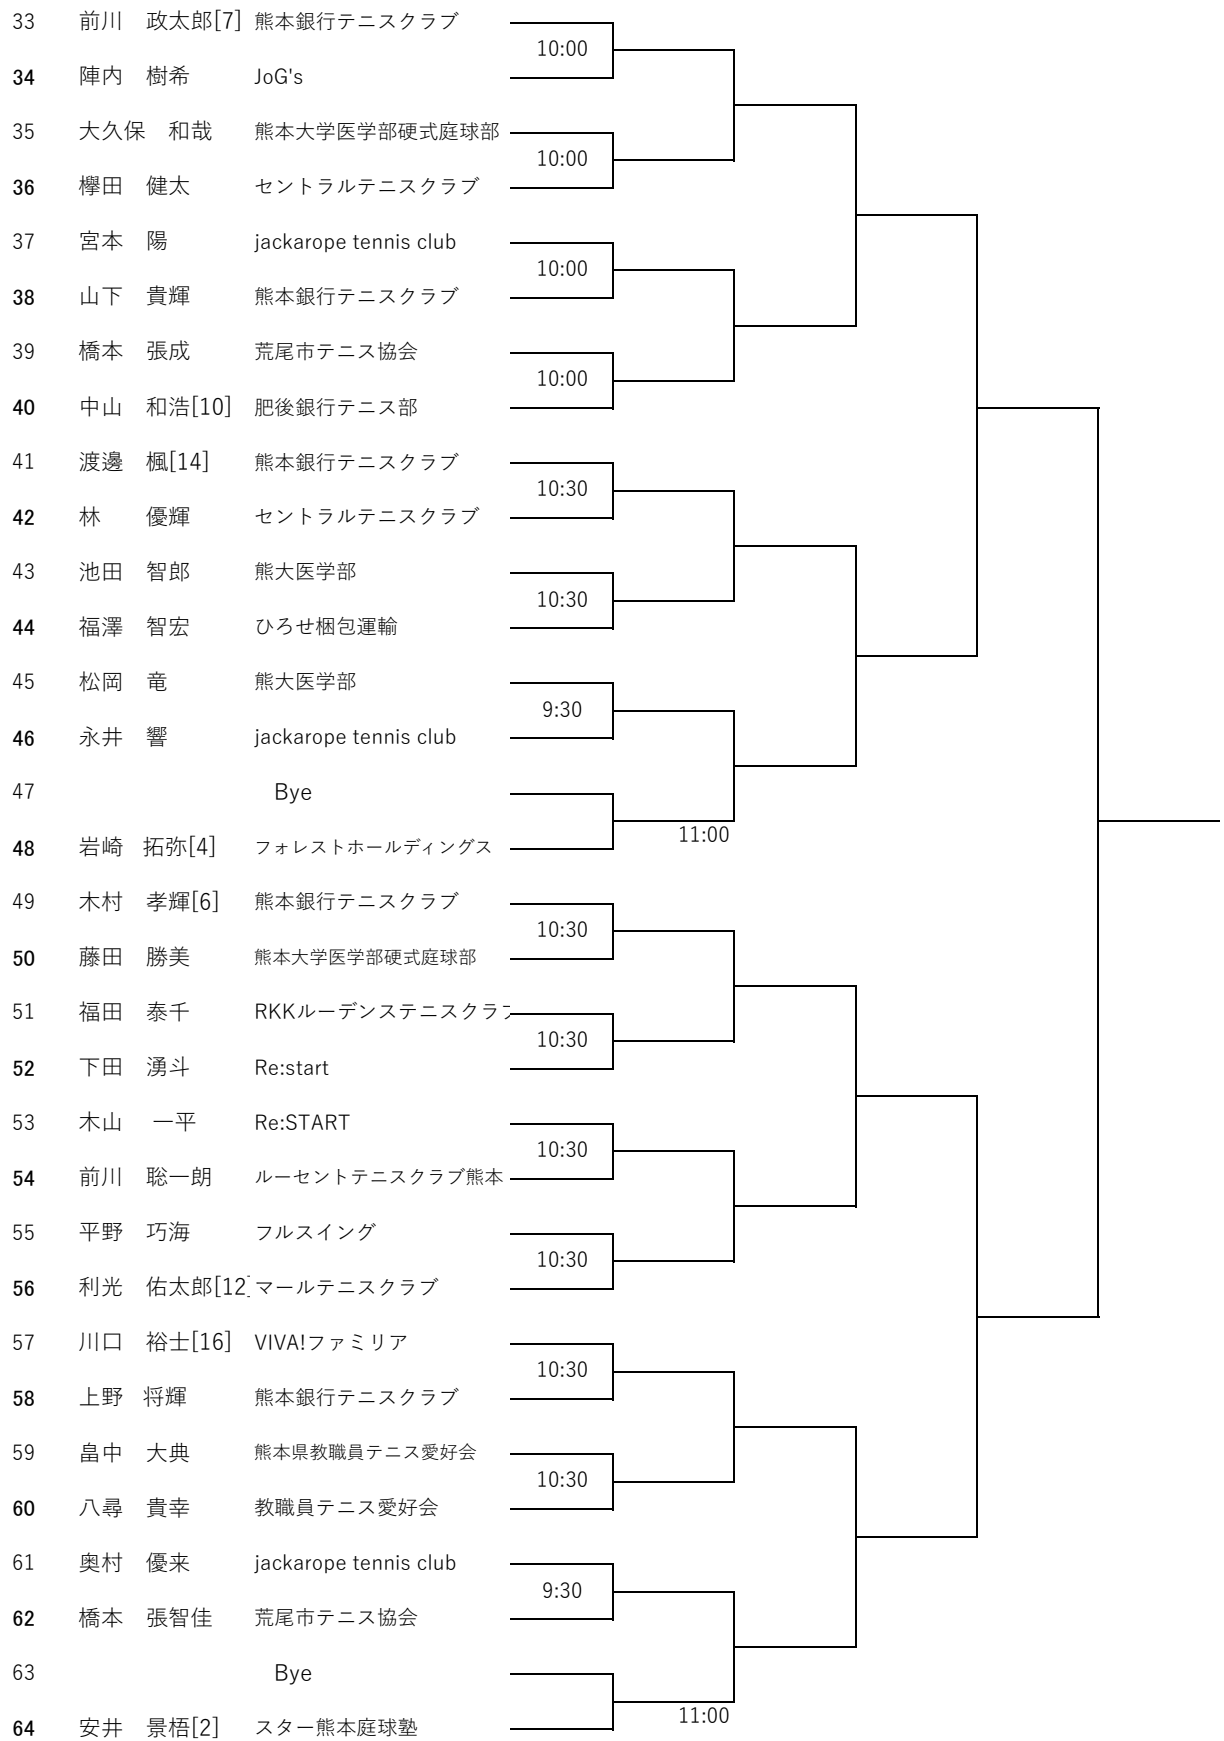 33 前川 政太郎[7] 熊本銀行テニスクラブ
10:00
34 陣内 樹希 JoG's
35 大久保 和哉 熊本大学医学部硬式庭球部
10:00
36 欅田 健太 セントラルテニスクラブ
37 宮本 陽 jackarope tennis club
10:00
38 山下 貴輝 熊本銀行テニスクラブ
39 橋本 張成 荒尾市テニス協会
10:00
40 中山 和浩[10] 肥後銀行テニス部
41 渡邊 楓[14] 熊本銀行テニスクラブ
10:30
42 林 優輝 セントラルテニスクラブ
43 池田 智郎 熊大医学部
10:30
44 福澤 智宏 ひろせ梱包運輸
45 松岡 竜 熊大医学部
9:30
46 永井 響 jackarope tennis club
47 Bye
11:00
48 岩崎 拓弥[4] フォレストホールディングス
49 木村 孝輝[6] 熊本銀行テニスクラブ
10:30
50 藤田 勝美 熊本大学医学部硬式庭球部
51 福田 泰千 RKKルーデンステニスクラブ
10:30
52 下田 湧斗 Re:start
53 木山 一平 Re:START
10:30
54 前川 聡一朗 ルーセントテニスクラブ熊本
55 平野 巧海 フルスイング
10:30
56 利光 佑太郎[12] マールテニスクラブ
57 川口 裕士[16] VIVA!ファミリア
10:30
58 上野 将輝 熊本銀行テニスクラブ
59 畠中 大典 熊本県教職員テニス愛好会
10:30
60 八尋 貴幸 教職員テニス愛好会
61 奥村 優来 jackarope tennis club
9:30
62 橋本 張智佳 荒尾市テニス協会
63 Bye
11:00
64 安井 景梧[2] スター熊本庭球塾